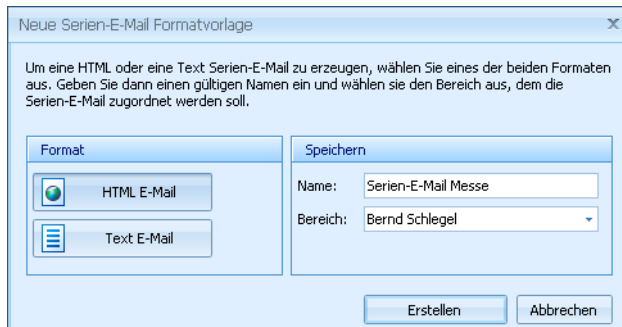 Neue Serien-E-Mail Formatvorlage
Um eine HTML oder eine Text Serien-E-Mail zu erzeugen, wählen Sie eines der beiden Formaten
aus. Geben Sie dann einen gültigen Namen ein und wählen sie den Bereich aus, dem die
Serien-E-Mail zugordnet werden soll.
Format
HTML E-Mail
Text E-Mail
Speichern
Name: Serien-E-Mail Messe
Bereich: Bernd Schlegel
Erstellen Abbrechen